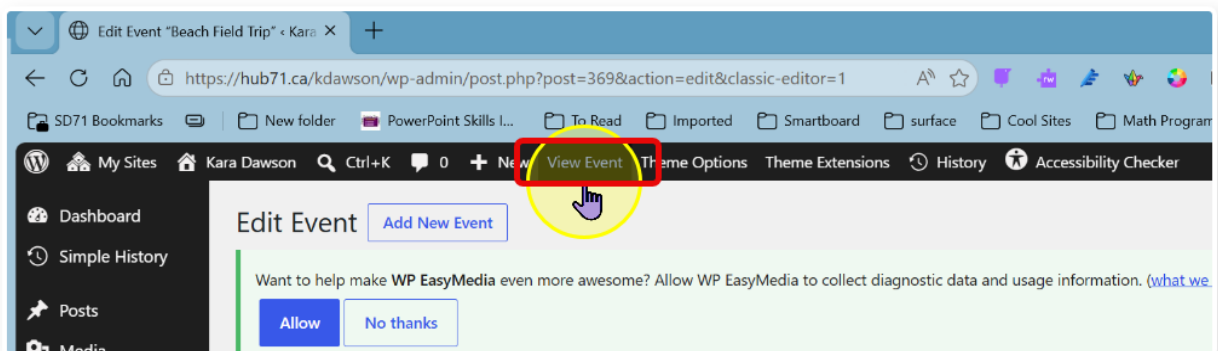 Edit Event “Beach Field Trip” ‹ Kara
https://hub71.ca/kdawson/wp-admin/post.php?post=369&action=edit&classic-editor=1
SD71 Bookmarks New folder PowerPoint Skills I... To Read Imported Smartboard surface Cool Sites Math Program
My Sites Kara Dawson Ctrl+K 0 New View Event Theme Options Theme Extensions History Accessibility Checker
Dashboard Edit Event Add New Event
Simple History
Want to help make WP EasyMedia even more awesome? Allow WP EasyMedia to collect diagnostic data and usage information. (what we
Posts Allow No thanks
Media